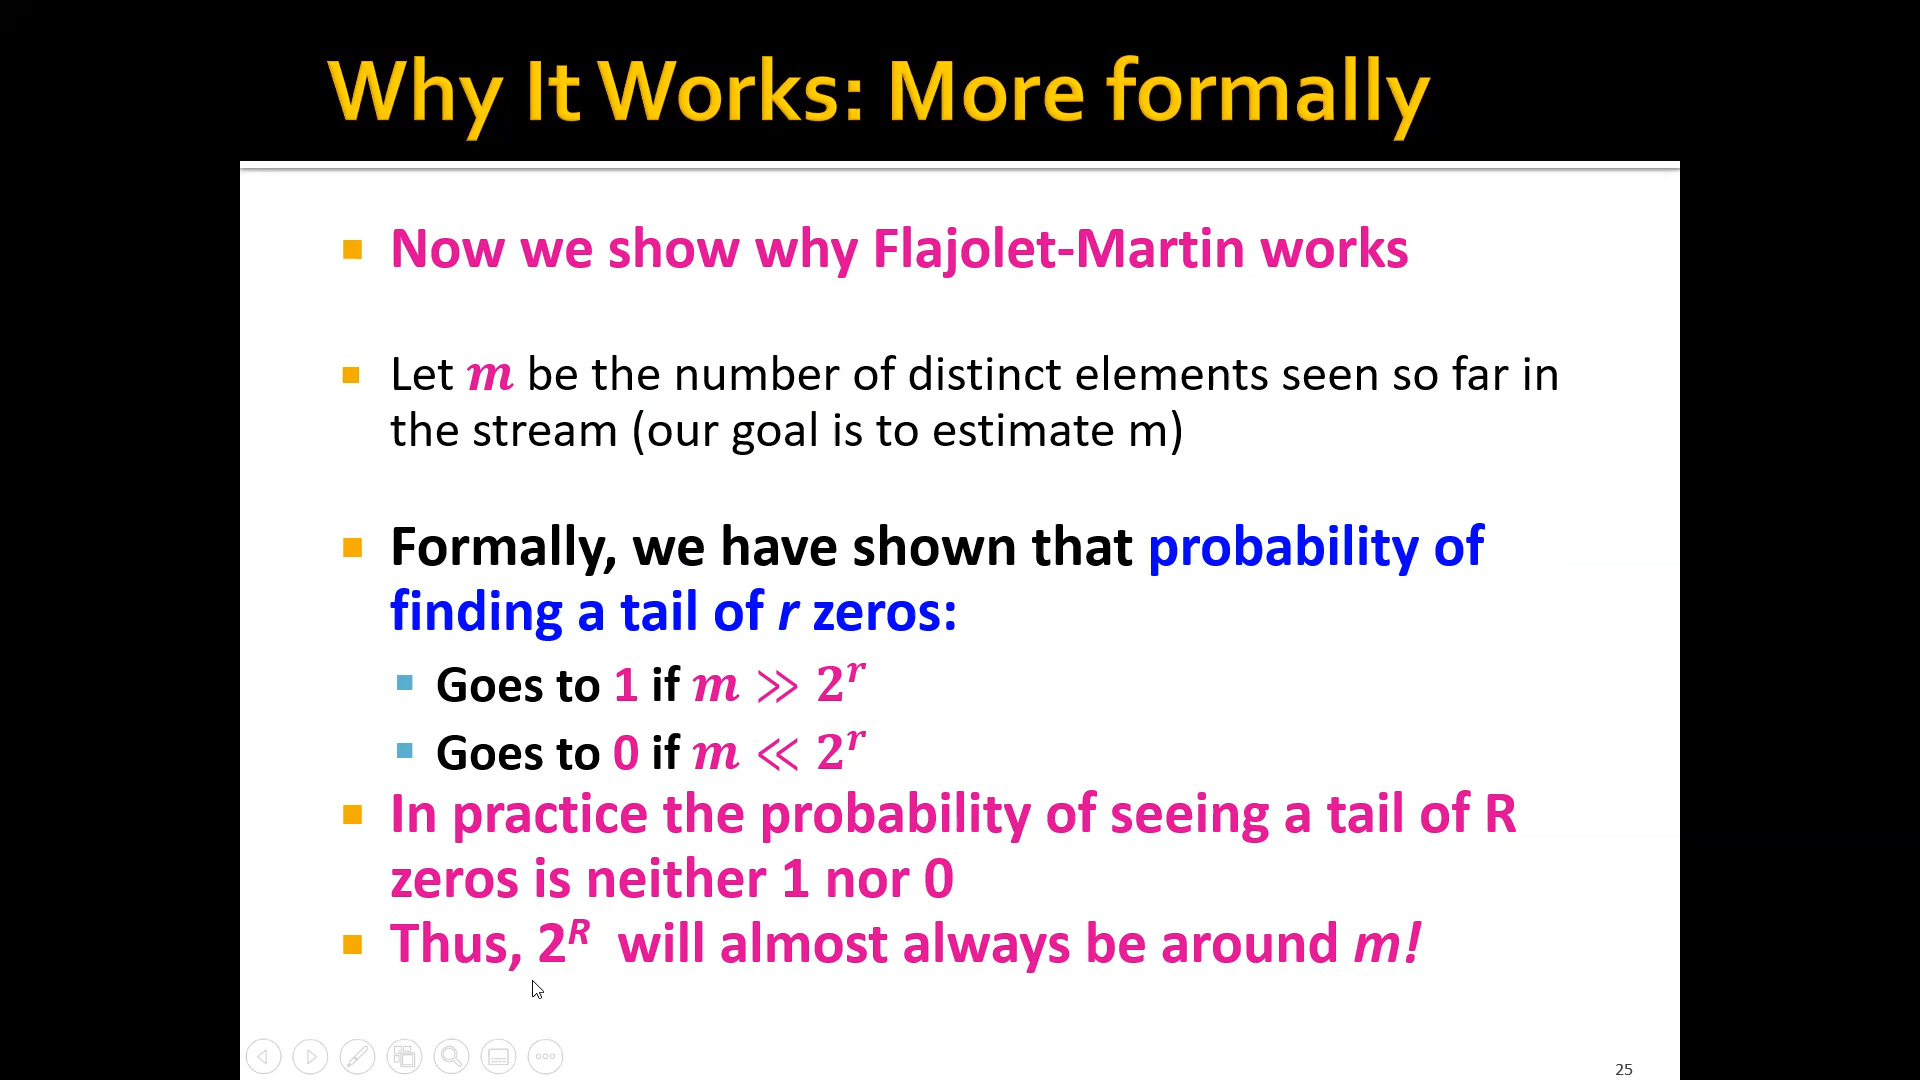 Why It Works: More formally
Now we show why Flajolet-Martin works
Let m be the number of distinct elements seen so far in
the stream (our goal is to estimate m)
Formally, we have shown that probability of
finding a tail of r zeros:
Goes to 1 if m ≫ 2^r
Goes to 0 if m ≪ 2^r
In practice the probability of seeing a tail of R
zeros is neither 1 nor 0
Thus, 2^R will almost always be around m!
25